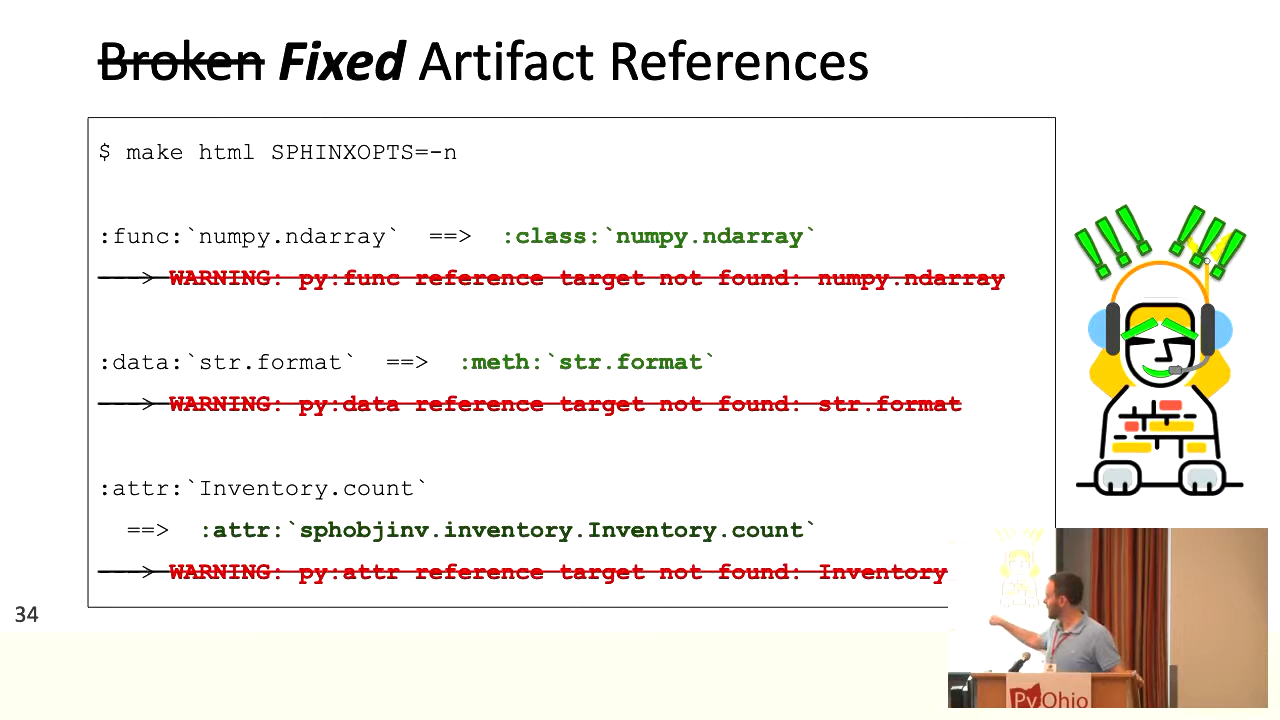 Broken Fixed Artifact References
$ make html SPHINXOPTS=-n
:func:`numpy.ndarray` ==> :class:`numpy.ndarray`
---> WARNING: py:func reference target not found: numpy.ndarray
:data:`str.format` ==> :meth:`str.format`
---> WARNING: py:data reference target not found: str.format
:attr:`Inventory.count`
==> :attr:`sphobjinv.inventory.Inventory.count`
---> WARNING: py:attr reference target not found: Inventory
34
PyOhio